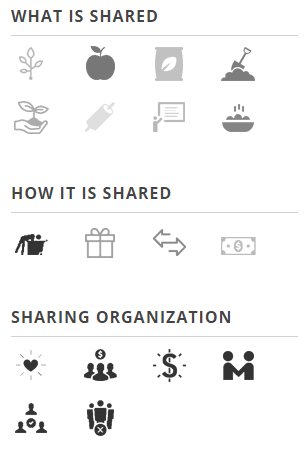 WHAT IS SHARED
HOW IT IS SHARED
SHARING ORGANIZATION